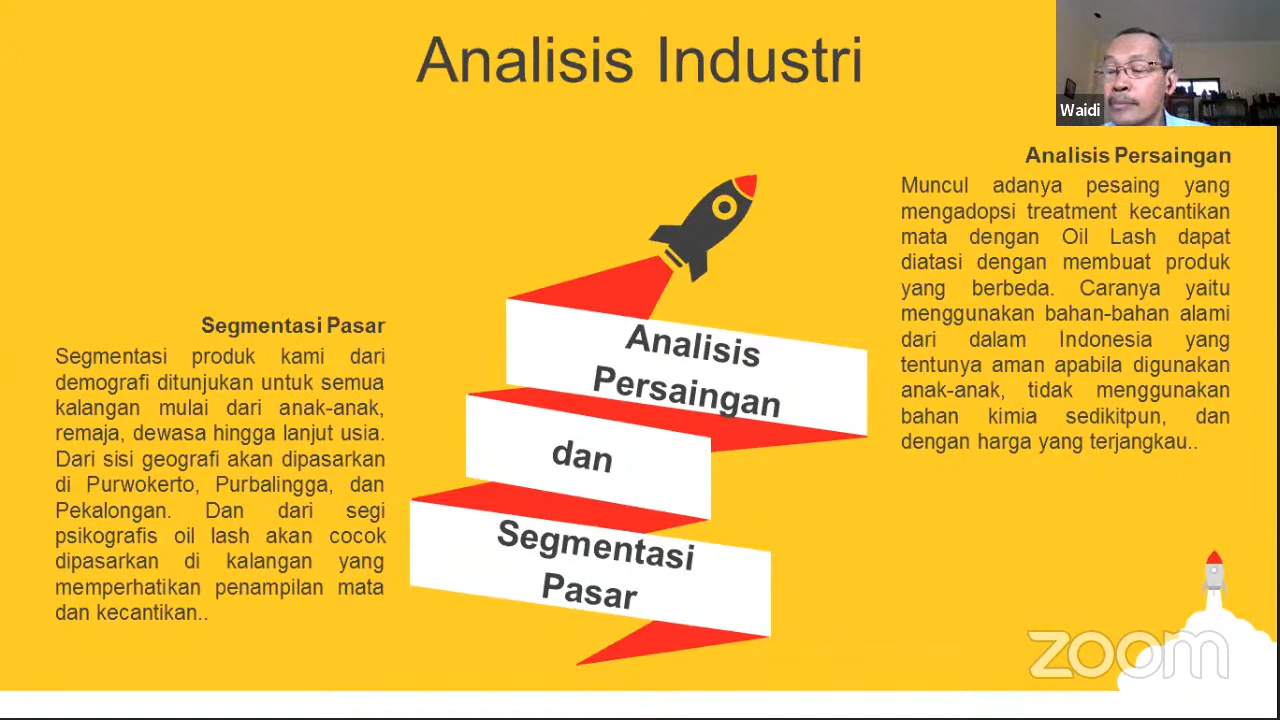 Analisis Industri
Waidi
Analisis Persaingan
Muncul adanya pesaing yang
mengadopsi treatment kecantikan
mata dengan Oil Lash dapat
diatasi dengan membuat produk
yang berbeda. Caranya yaitu
menggunakan bahan-bahan alami
dari dalam Indonesia yang
tentunya aman apabila digunakan
anak-anak, tidak menggunakan
bahan kimia sedikitpun, dan
dengan harga yang terjangkau..
Analisis
Persaingan
dan
Segmentasi
Pasar
Segmentasi Pasar
Segmentasi produk kami dari
demografi ditunjukan untuk semua
kalangan mulai dari anak-anak,
remaja, dewasa hingga lanjut usia.
Dari sisi geografi akan dipasarkan
di Purwokerto, Purbalingga, dan
Pekalongan. Dan dari segi
psikografis oil lash akan cocok
dipasarkan di kalangan yang
memperhatikan penampilan mata
dan kecantikan..
zoom